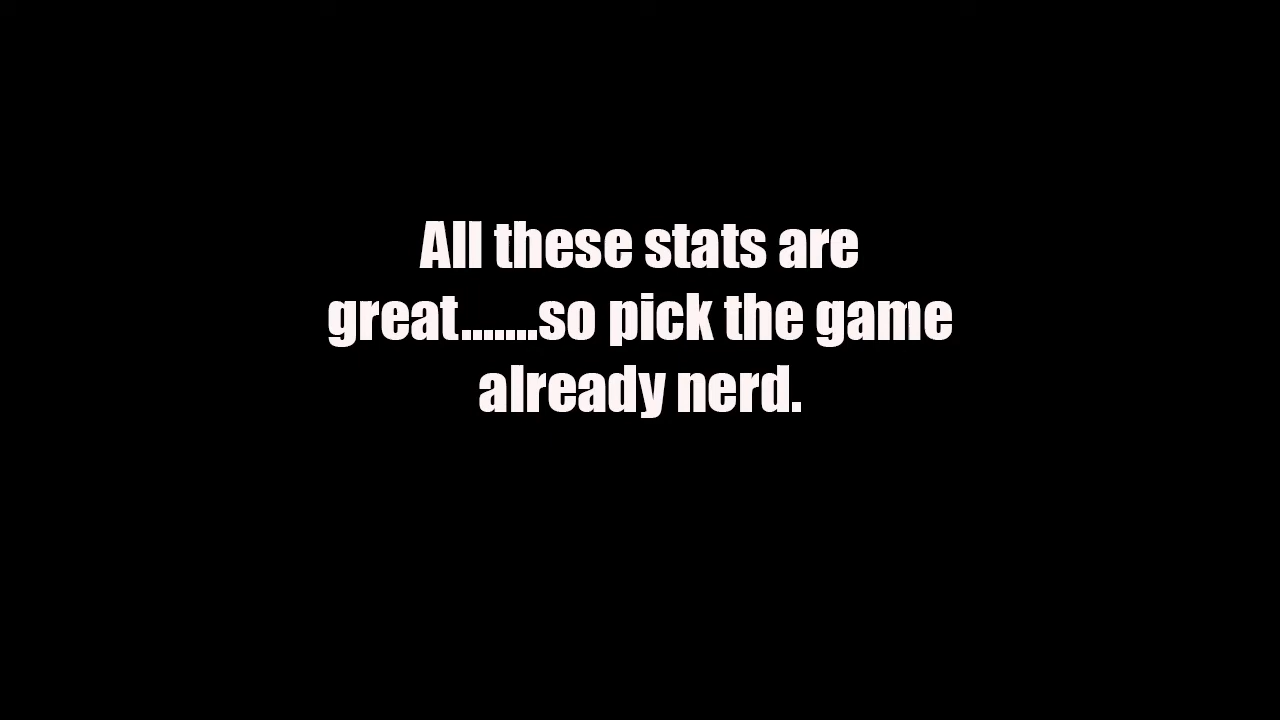 All these stats are
great.......so pick the game
already nerd.